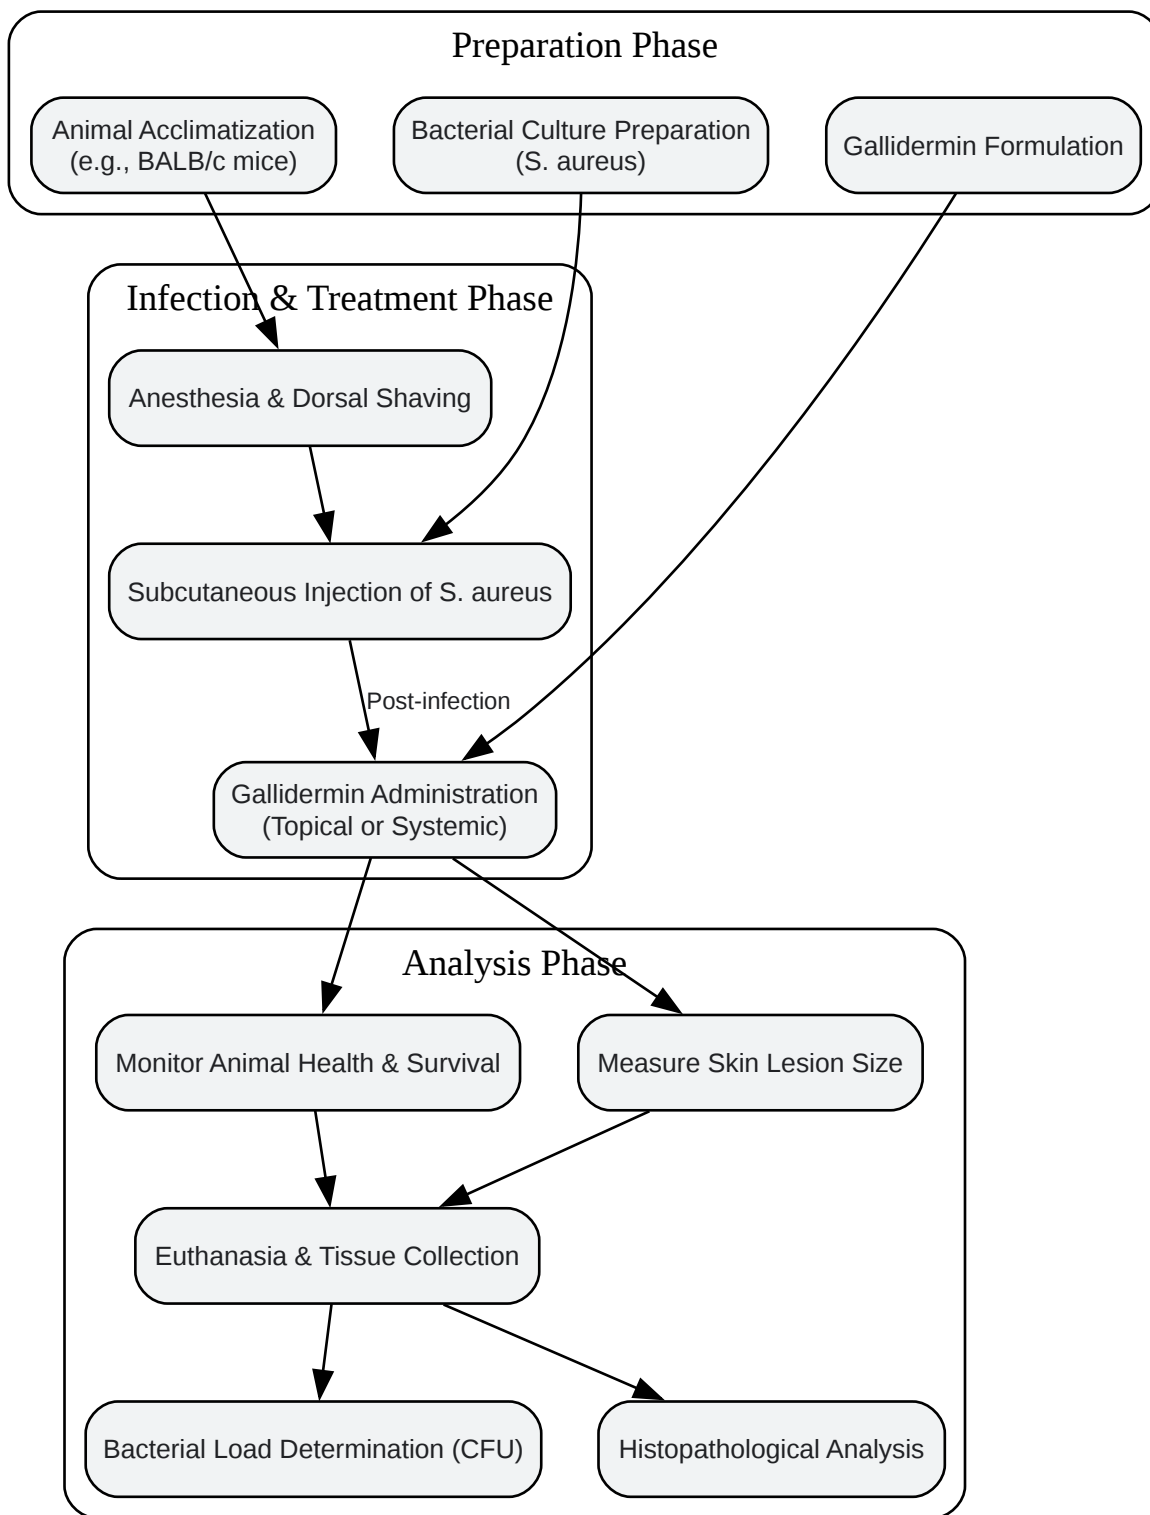 Preparation Phase
Animal Acclimatization
(e.g., BALB/c mice)
Bacterial Culture Preparation
(S. aureus)
Gallidermin Formulation
Infection & Treatment Phase
Anesthesia & Dorsal Shaving
Subcutaneous Injection of S. aureus
Post-infection
Gallidermin Administration
(Topical or Systemic)
Analysis Phase
Monitor Animal Health & Survival
Measure Skin Lesion Size
Euthanasia & Tissue Collection
Bacterial Load Determination (CFU)
Histopathological Analysis